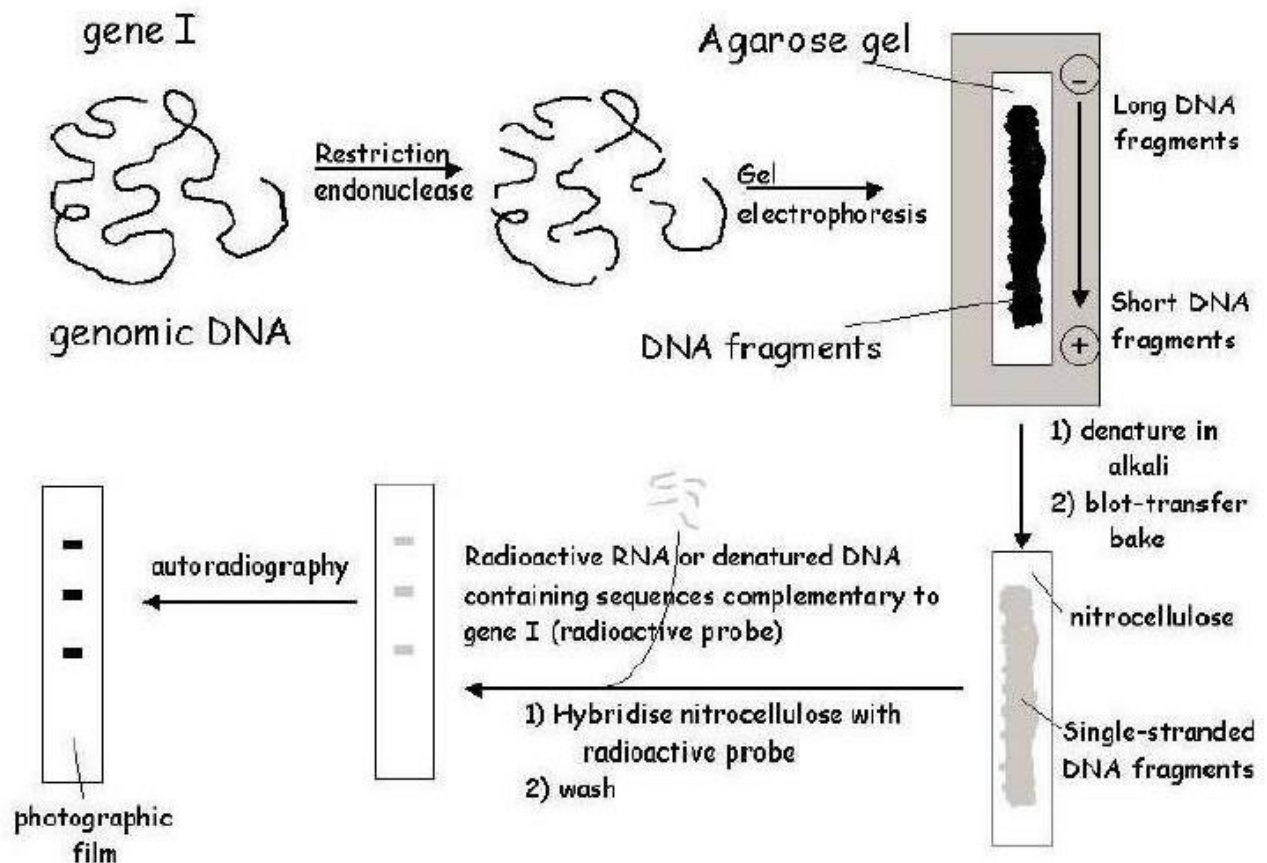 gene I
genomic DNA
Restriction
endonuclease
Gel
electrophoresis
Agarose gel
DNA fragments
−
+
Long DNA
fragments
Short DNA
fragments
1) denature in
alkali
2) blot-transfer
bake
nitrocellulose
Single-stranded
DNA fragments
Radioactive RNA or denatured DNA
containing sequences complementary to
gene I (radioactive probe)
1) Hybridise nitrocellulose with
radioactive probe
2) wash
autoradiography
photographic
film